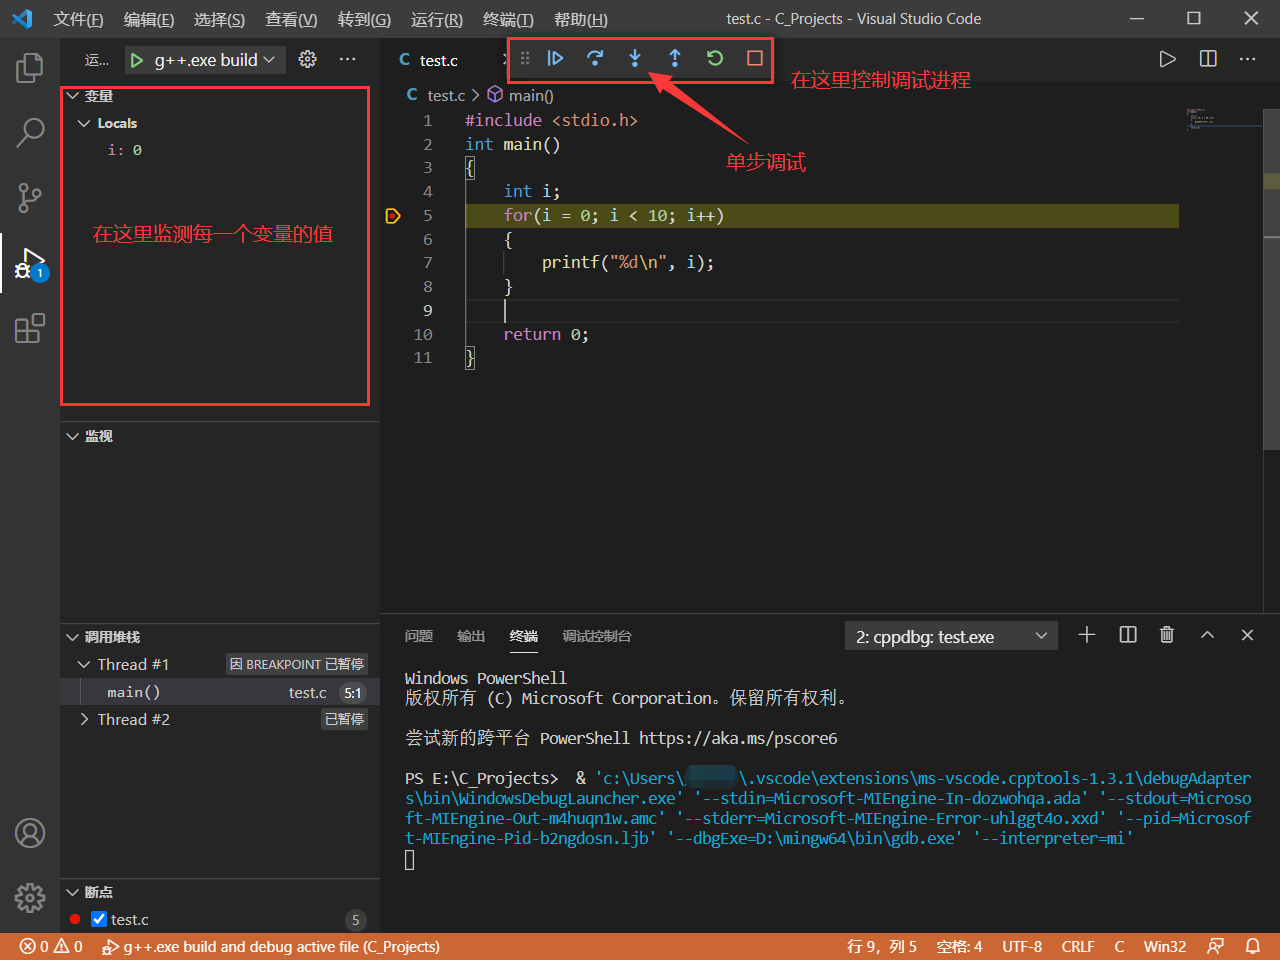 文件(F) 编辑(E) 选择(S) 查看(V) 转到(G) 运行(R) 终端(T) 帮助(H) test.c - C_Projects - Visual Studio Code
运... g++.exe build
C test.c
在这里控制调试进程
单步调试
C test.c > main()
变量
Locals
i: 0
在这里监测每一个变量的值
1
1 #include <stdio.h>
2 int main()
3 {
4 int i;
5 for(i = 0; i < 10; i++)
6 {
7 printf("%d\n", i);
8 }
9
10 return 0;
11 }
监视
调用堆栈
Thread #1 因 BREAKPOINT 已暂停
main() test.c 5:1
Thread #2 已暂停
断点
test.c 5
问题 输出 终端 调试控制台 2: cppdbg: test.exe
Windows PowerShell
版权所有 (C) Microsoft Corporation。保留所有权利。
尝试新的跨平台 PowerShell https://aka.ms/pscore6
PS E:\C_Projects> & 'c:\Users\ \.vscode\extensions\ms-vscode.cpptools-1.3.1\debugAdapter
s\bin\WindowsDebugLauncher.exe' '--stdin=Microsoft-MIEngine-In-dozwohqa.ada' '--stdout=Microso
ft-MIEngine-Out-m4huqn1w.amc' '--stderr=Microsoft-MIEngine-Error-uhlggt4o.xxd' '--pid=Microsof
t-MIEngine-Pid-b2ngdosn.ljb' '--dbgExe=D:\mingw64\bin\gdb.exe' '--interpreter=mi'
0 0 g++.exe build and debug active file (C_Projects) 行 9，列 5 空格: 4 UTF-8 CRLF C Win32